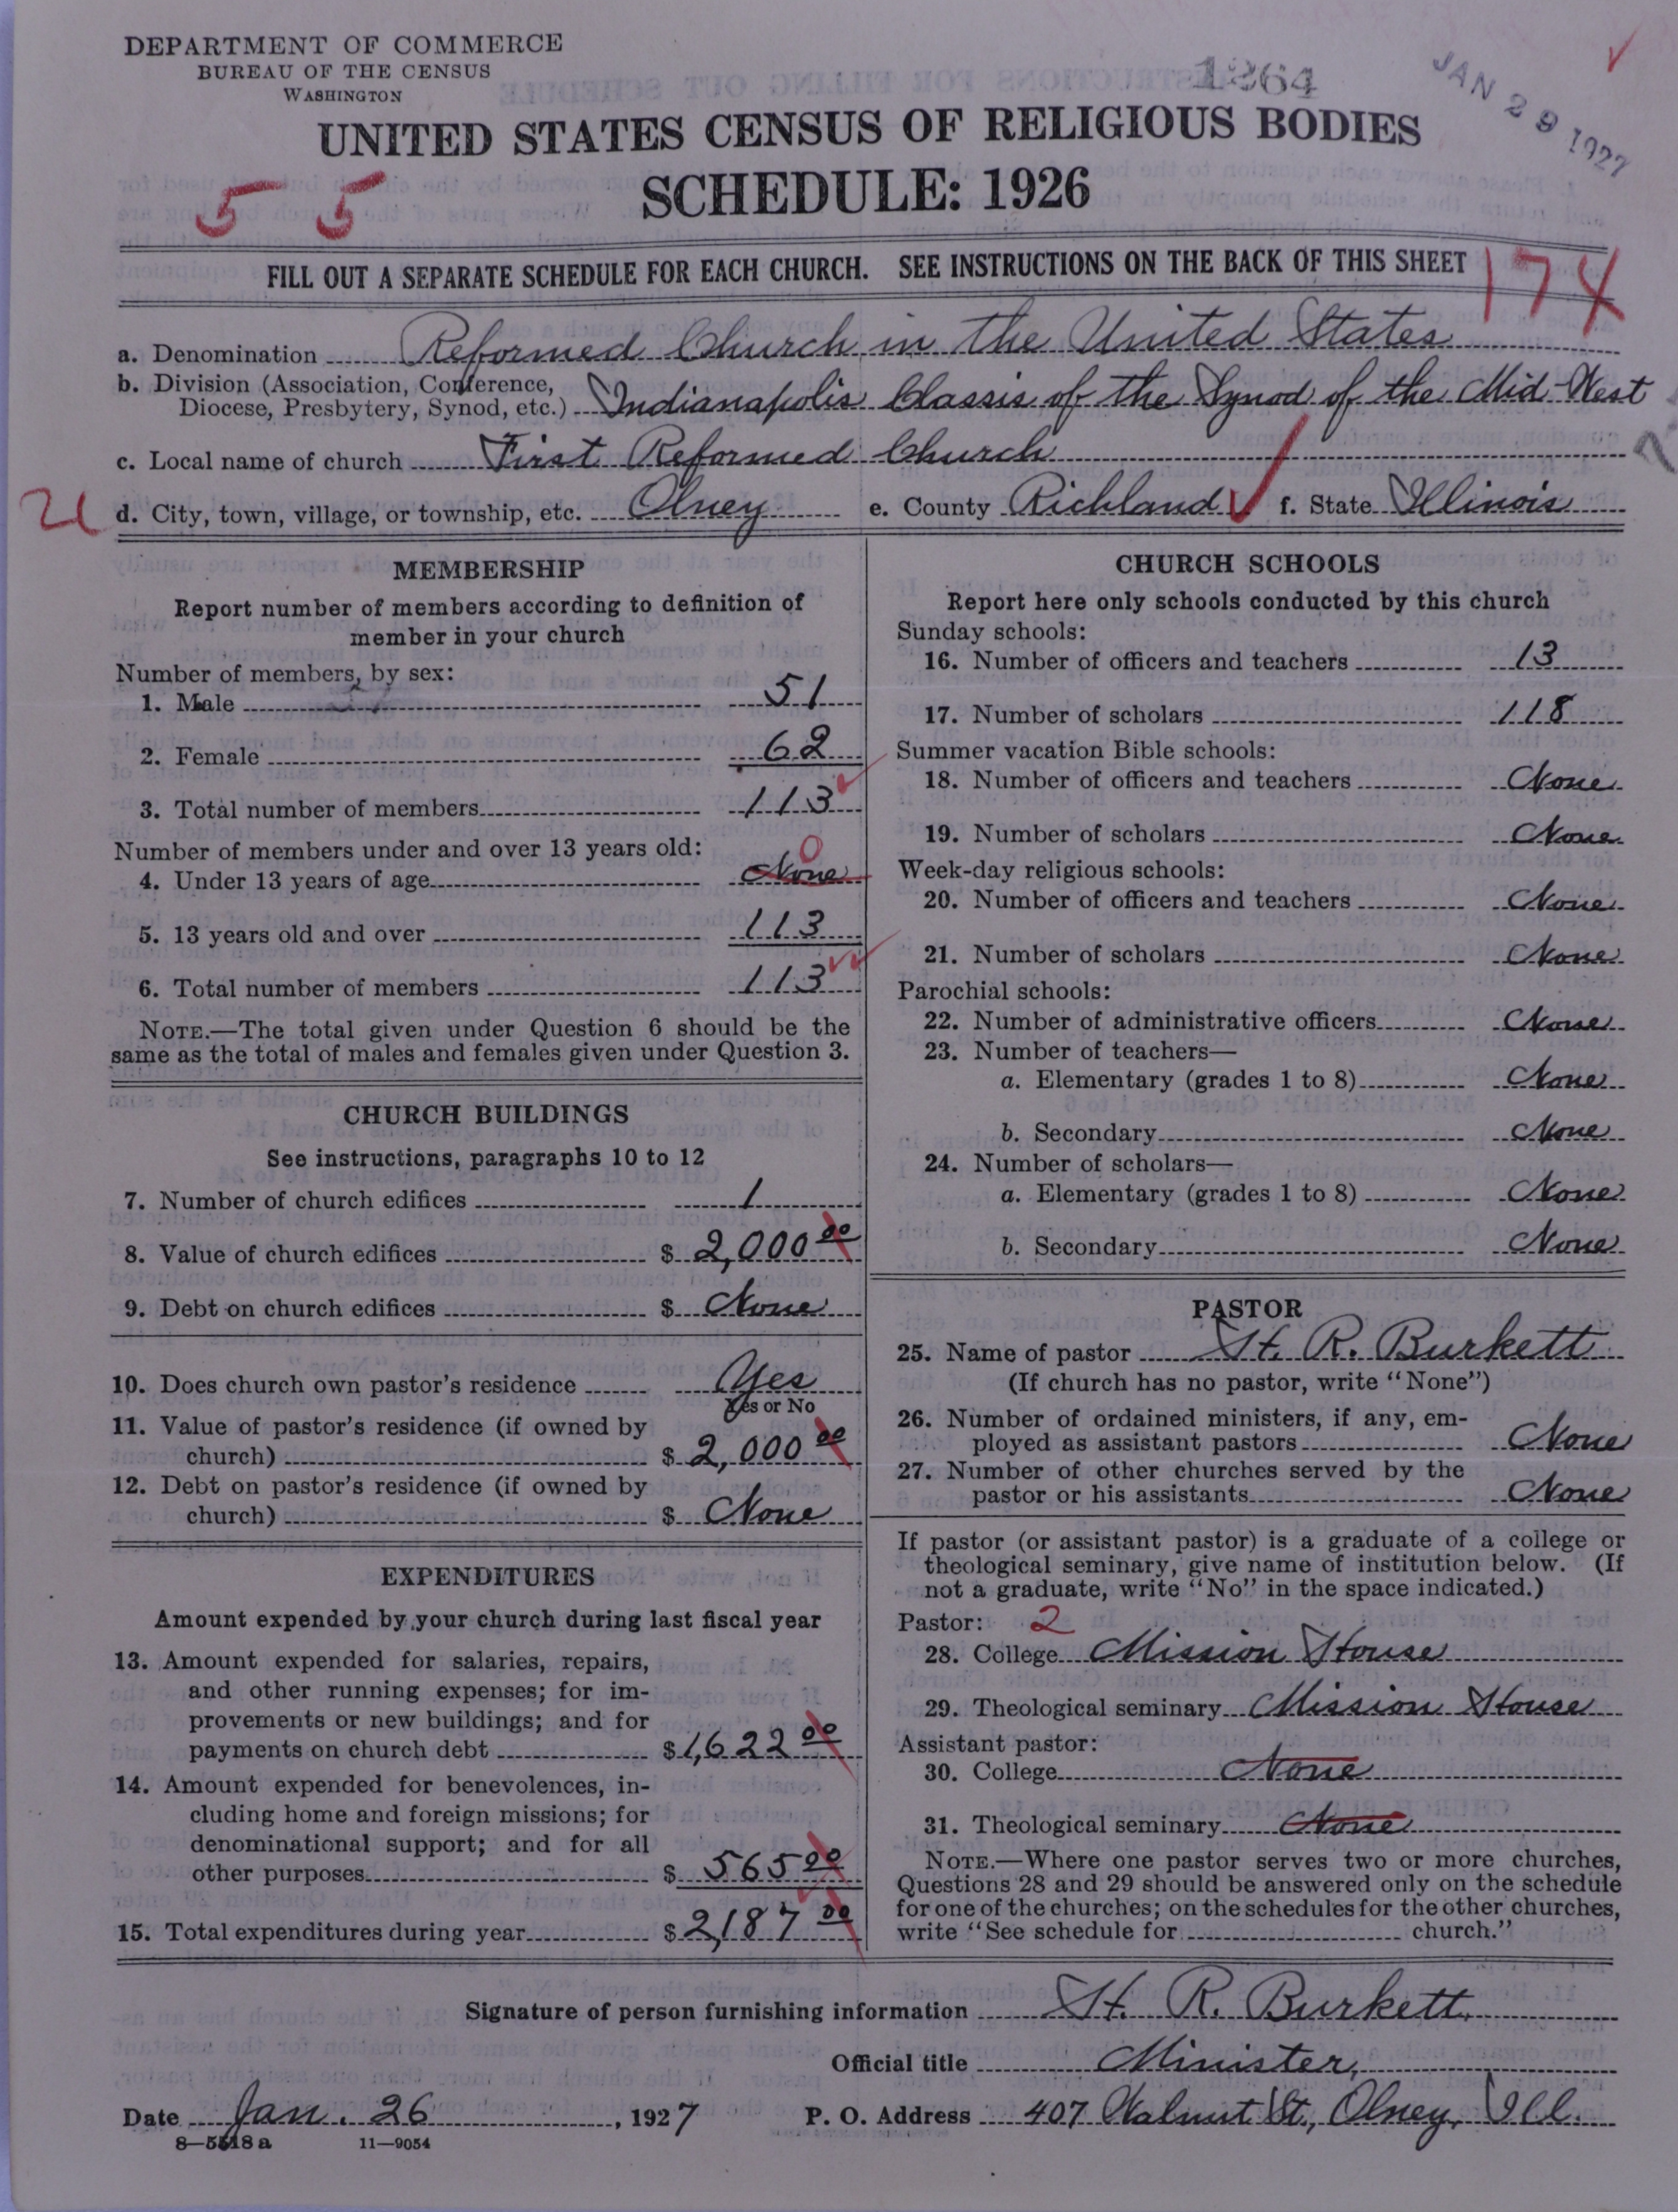 DEPARTMENT OF COMMERCE
BUREAU OF THE CENSUS
WASHINGTON
1264
JAN 29 1927
UNITED STATES CENSUS OF RELIGIOUS BODIES
SCHEDULE: 1926
5 5
FILL OUT A SEPARATE SCHEDULE FOR EACH CHURCH. SEE INSTRUCTIONS ON THE BACK OF THIS SHEET
174
a. Denomination Reformed Church in the United States
b. Division (Association, Conference,
Diocese, Presbytery, Synod, etc.) Indianapolis Classis of the Synod of the Mid-West
c. Local name of church First Reformed Church
d. City, town, village, or township, etc. Olney e. County Richland f. State Illinois
MEMBERSHIP
Report number of members according to definition of
member in your church
Number of members, by sex:
1. Male 51
2. Female 62
3. Total number of members 113
Number of members under and over 13 years old:
0
4. Under 13 years of age None
5. 13 years old and over 113
6. Total number of members 113
NOTE.—The total given under Question 6 should be the
same as the total of males and females given under Question 3.
CHURCH BUILDINGS
See instructions, paragraphs 10 to 12
7. Number of church edifices 1
8. Value of church edifices $ 2,000 00
9. Debt on church edifices $ None
10. Does church own pastor's residence Yes
Yes or No
11. Value of pastor's residence (if owned by
church) $ 2,000 00
12. Debt on pastor's residence (if owned by
church) $ None
EXPENDITURES
Amount expended by your church during last fiscal year
13. Amount expended for salaries, repairs,
and other running expenses; for im-
provements or new buildings; and for
payments on church debt $ 1,622 00
14. Amount expended for benevolences, in-
cluding home and foreign missions; for
denominational support; and for all
other purposes $ 565 00
15. Total expenditures during year $ 2,187 00
CHURCH SCHOOLS
Report here only schools conducted by this church
Sunday schools:
16. Number of officers and teachers 13
17. Number of scholars 118
Summer vacation Bible schools:
18. Number of officers and teachers None
19. Number of scholars None
Week-day religious schools:
20. Number of officers and teachers None
21. Number of scholars None
Parochial schools:
22. Number of administrative officers None
23. Number of teachers—
a. Elementary (grades 1 to 8) None
b. Secondary None
24. Number of scholars—
a. Elementary (grades 1 to 8) None
b. Secondary None
PASTOR
25. Name of pastor H. R. Burkett
(If church has no pastor, write "None")
26. Number of ordained ministers, if any, em-
ployed as assistant pastors None
27. Number of other churches served by the
pastor or his assistants None
If pastor (or assistant pastor) is a graduate of a college or
theological seminary, give name of institution below. (If
not a graduate, write "No" in the space indicated.)
Pastor: 2
28. College Mission House
29. Theological seminary Mission House
Assistant pastor:
30. College None
31. Theological seminary None
NOTE.—Where one pastor serves two or more churches,
Questions 28 and 29 should be answered only on the schedule
for one of the churches; on the schedules for the other churches,
write "See schedule for church."
Signature of person furnishing information H. R. Burkett
Official title Minister,
Date Jan. 26, 1927 P. O. Address 407 Walnut St., Olney, Ill.
8—5518 a 11—9054